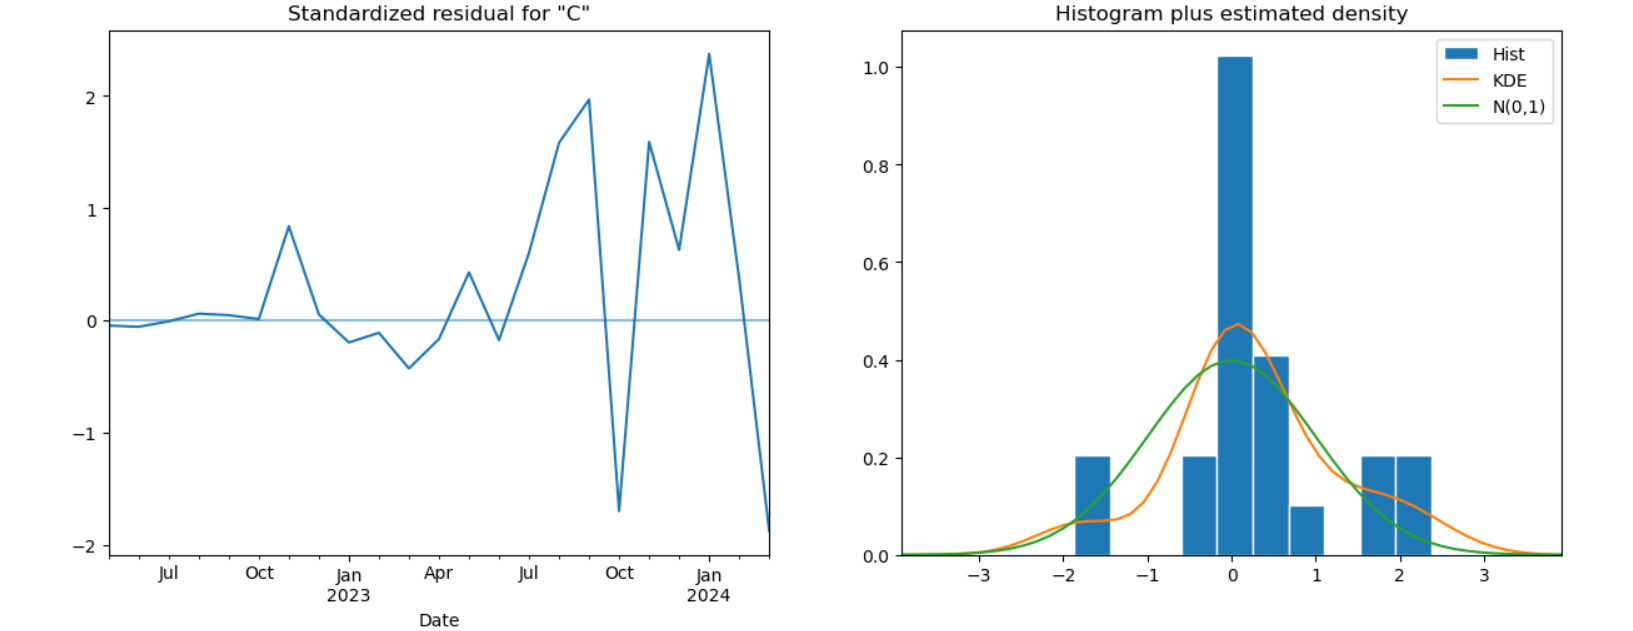 Standardized residual for "C"
2
1
0
−1
−2
Jul
Oct
Jan
2023
Apr
Jul
Oct
Jan
2024
Date
Histogram plus estimated density
1.0
0.8
0.6
0.4
0.2
0.0
−3
−2
−1
0
1
2
3
Hist
KDE
N(0,1)